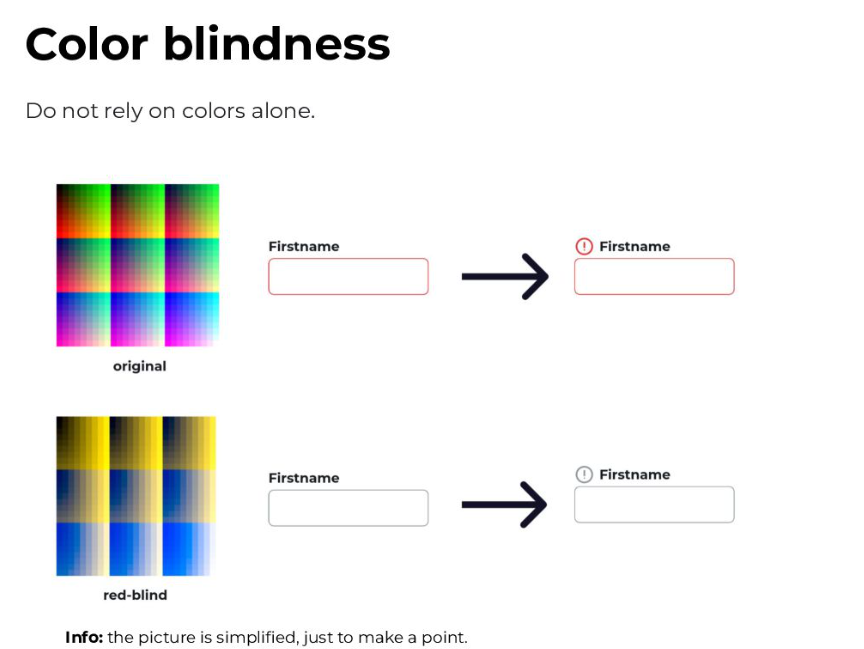 Color blindness
Do not rely on colors alone.
Firstname
Firstname
original
Firstname
Firstname
red-blind
Info: the picture is simplified, just to make a point.